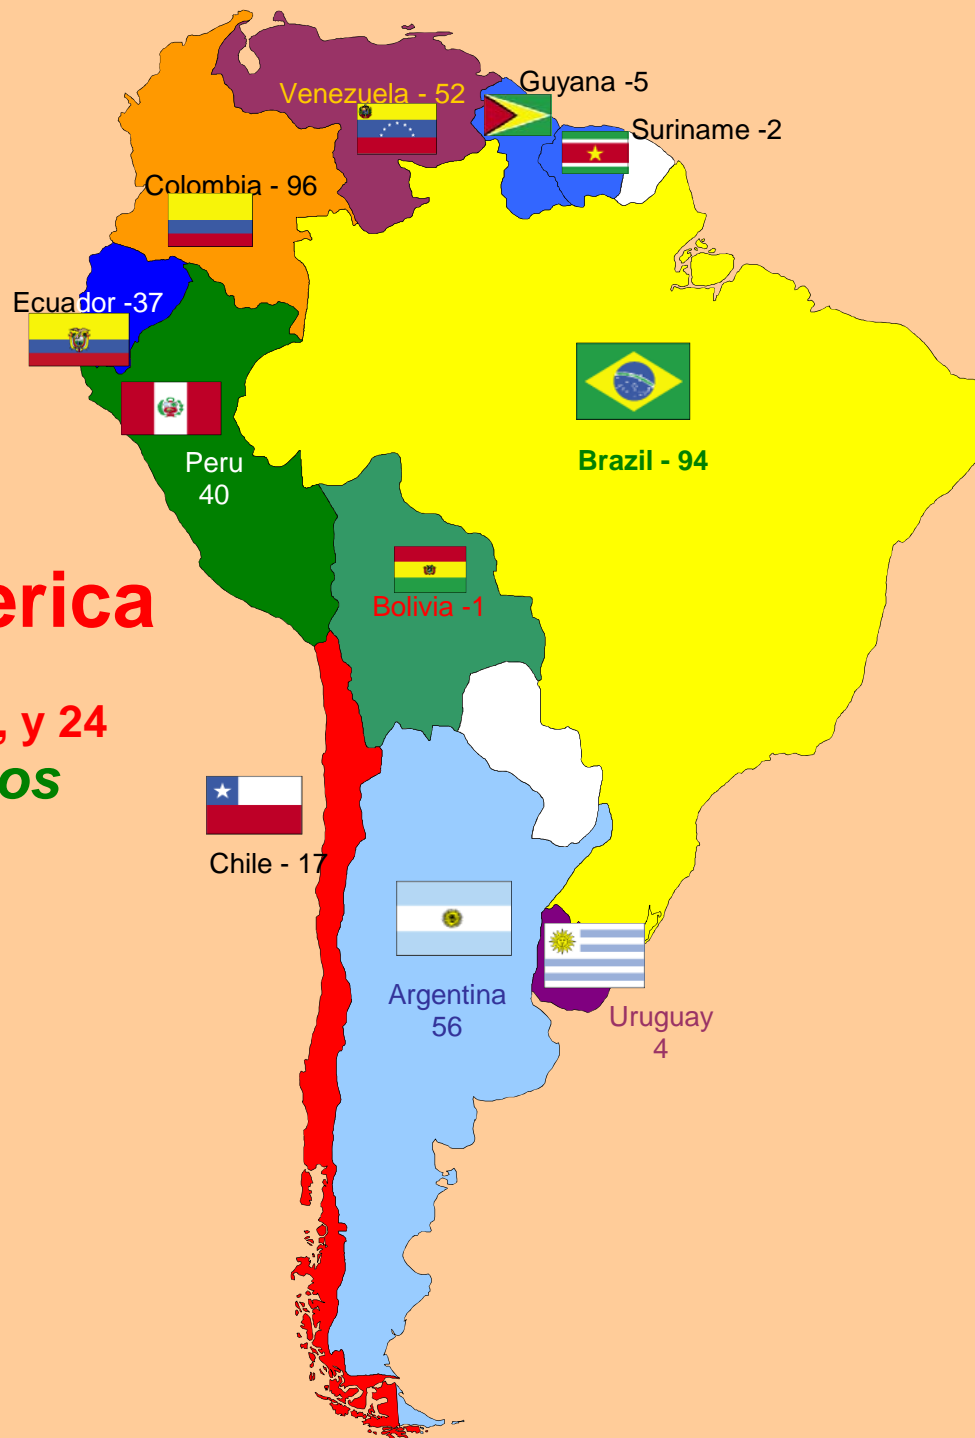 Venezuela - 52
Guyana -5
Suriname -2
Colombia - 96
Ecuador -37
Brazil - 94
Peru
40
Bolivia -1
erica
, y 24
os
Chile - 17
Argentina
56
Uruguay
4